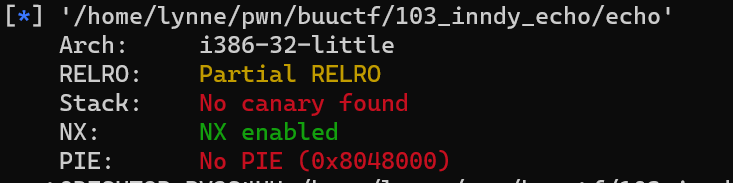 [*] '/home/lynne/pwn/buuctf/103_inndy_echo/echo'
    Arch:     i386-32-little
    RELRO:    Partial RELRO
    Stack:    No canary found
    NX:       NX enabled
    PIE:      No PIE (0x8048000)